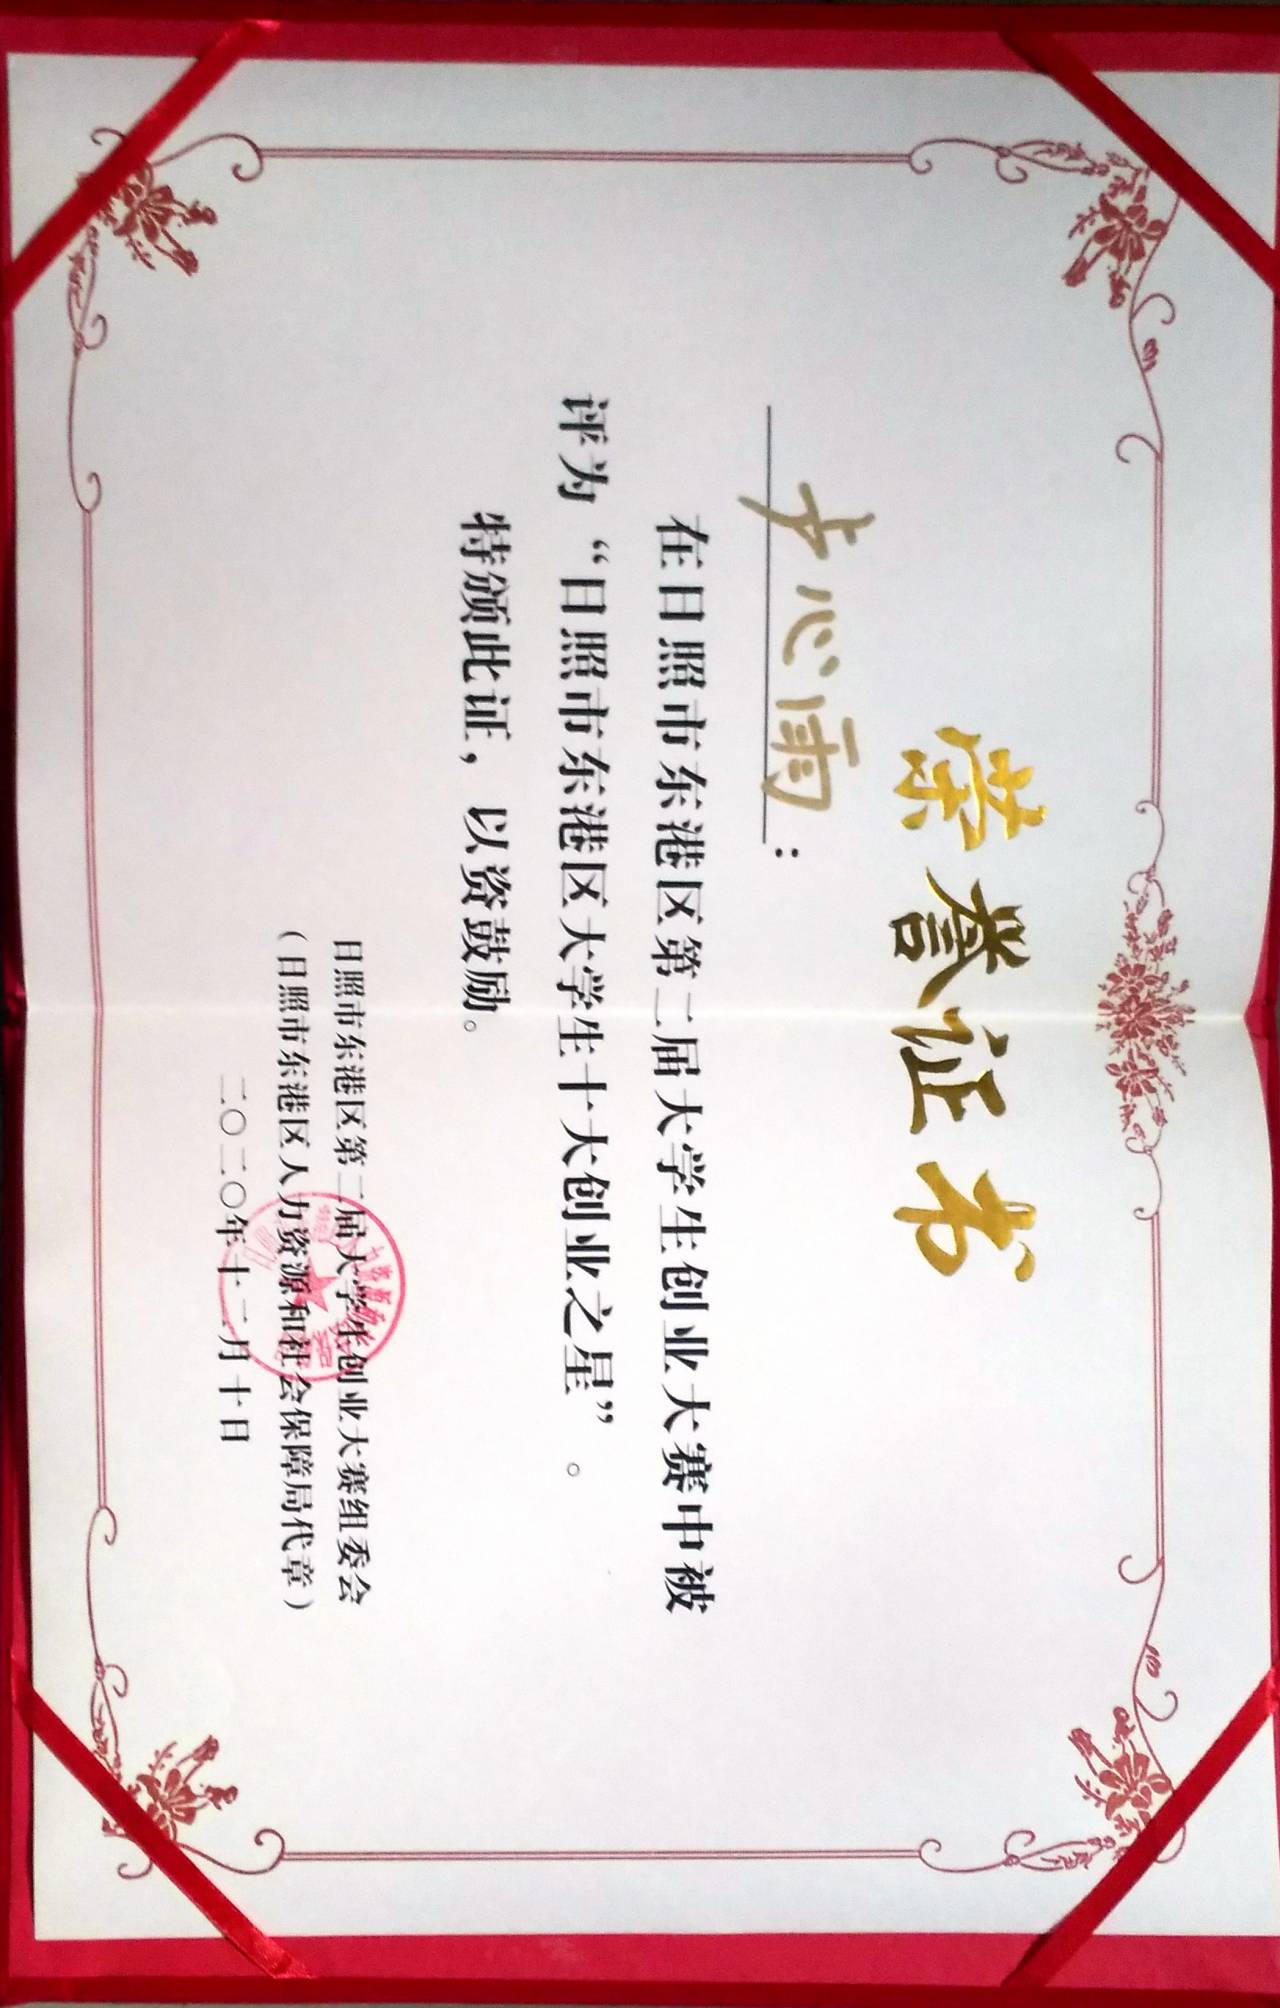 荣誉证书
心雨：
在日照市东港区第二届大学生创业大赛中被
评为“日照市东港区大学生十大创业之星”。
特颁此证，以资鼓励。
日照市东港区第二届大学生创业大赛组委会
（日照市东港区人力资源和社会保障局代章）
二〇二〇年十二月十日